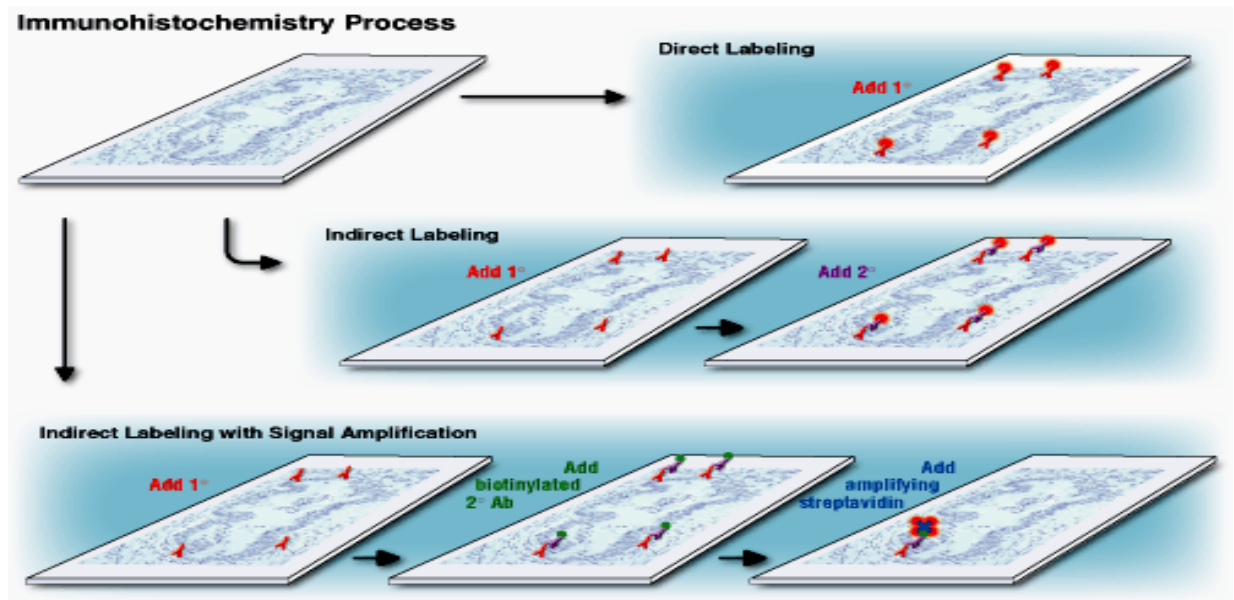 Immunohistochemistry Process
Direct Labeling
Add 1°
Indirect Labeling
Add 1°
Add 2°
Indirect Labeling with Signal Amplification
Add 1°
Add
biotinylated
2° Ab
Add
amplifying
streptavidin